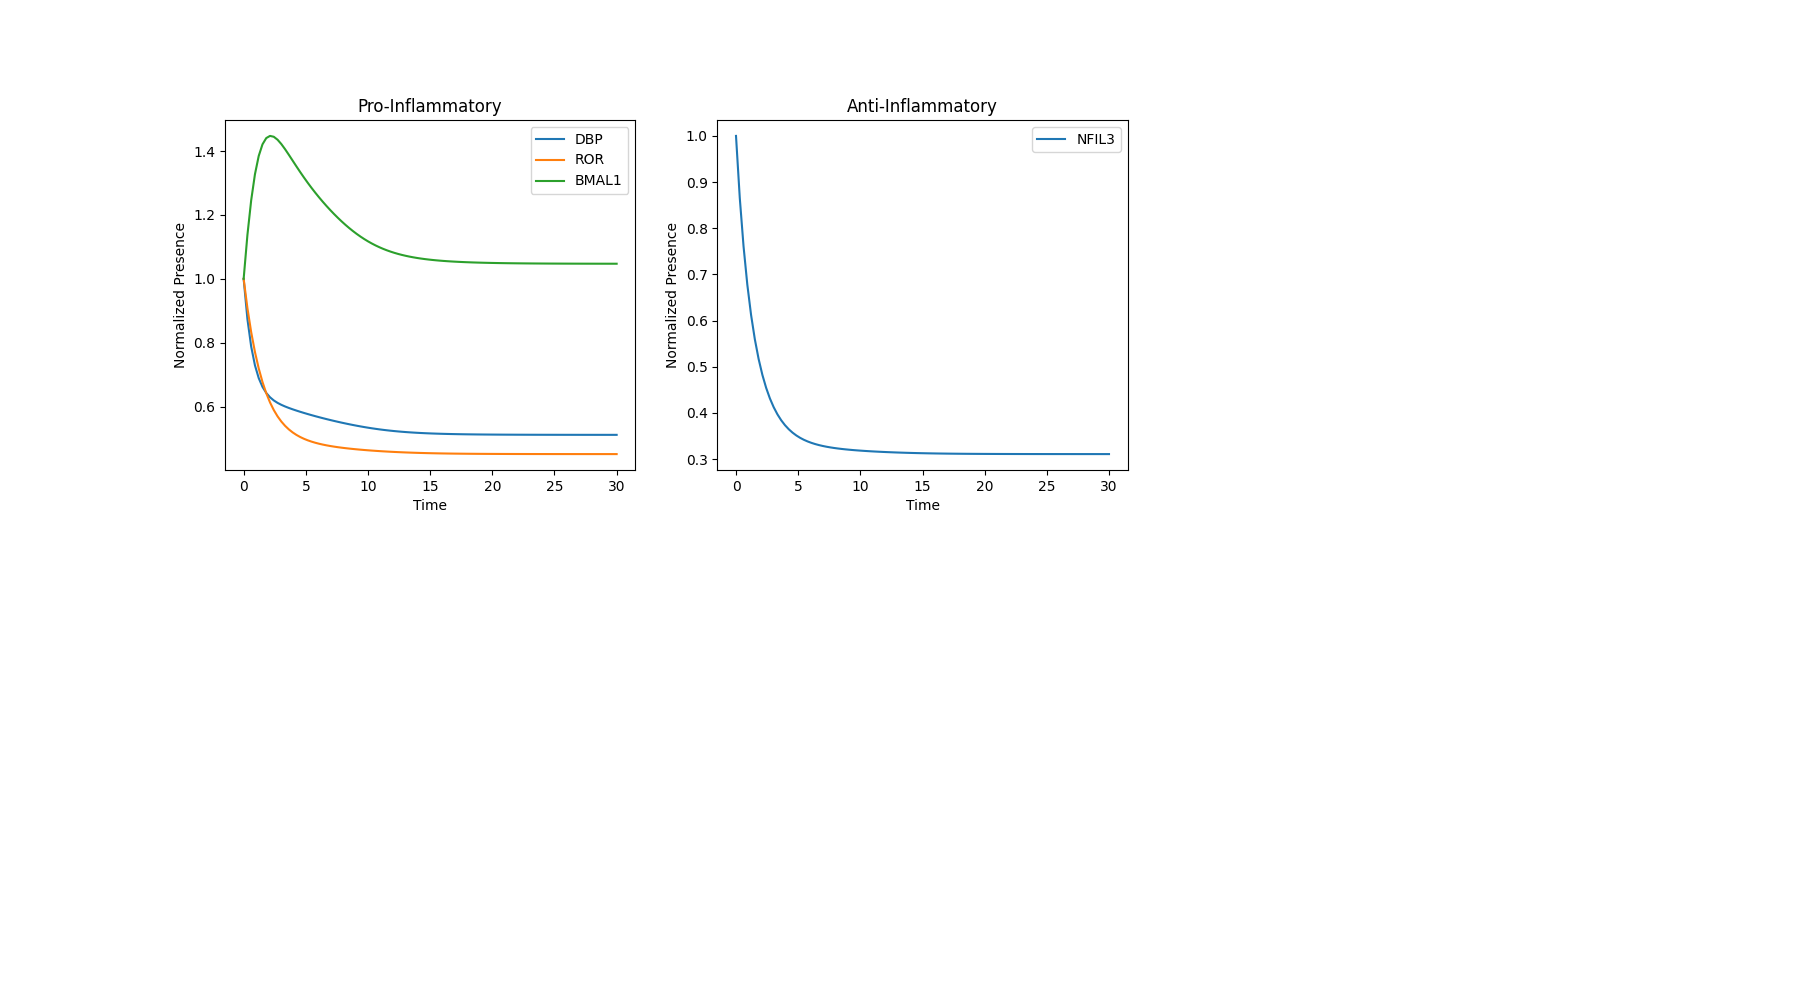 Pro-Inflammatory
Normalized Presence
1.4
1.2
1.0
0.8
0.6
DBP
ROR
BMAL1
0 5 10 15 20 25 30
Time
Anti-Inflammatory
Normalized Presence
1.0
0.9
0.8
0.7
0.6
0.5
0.4
0.3
NFIL3
0 5 10 15 20 25 30
Time